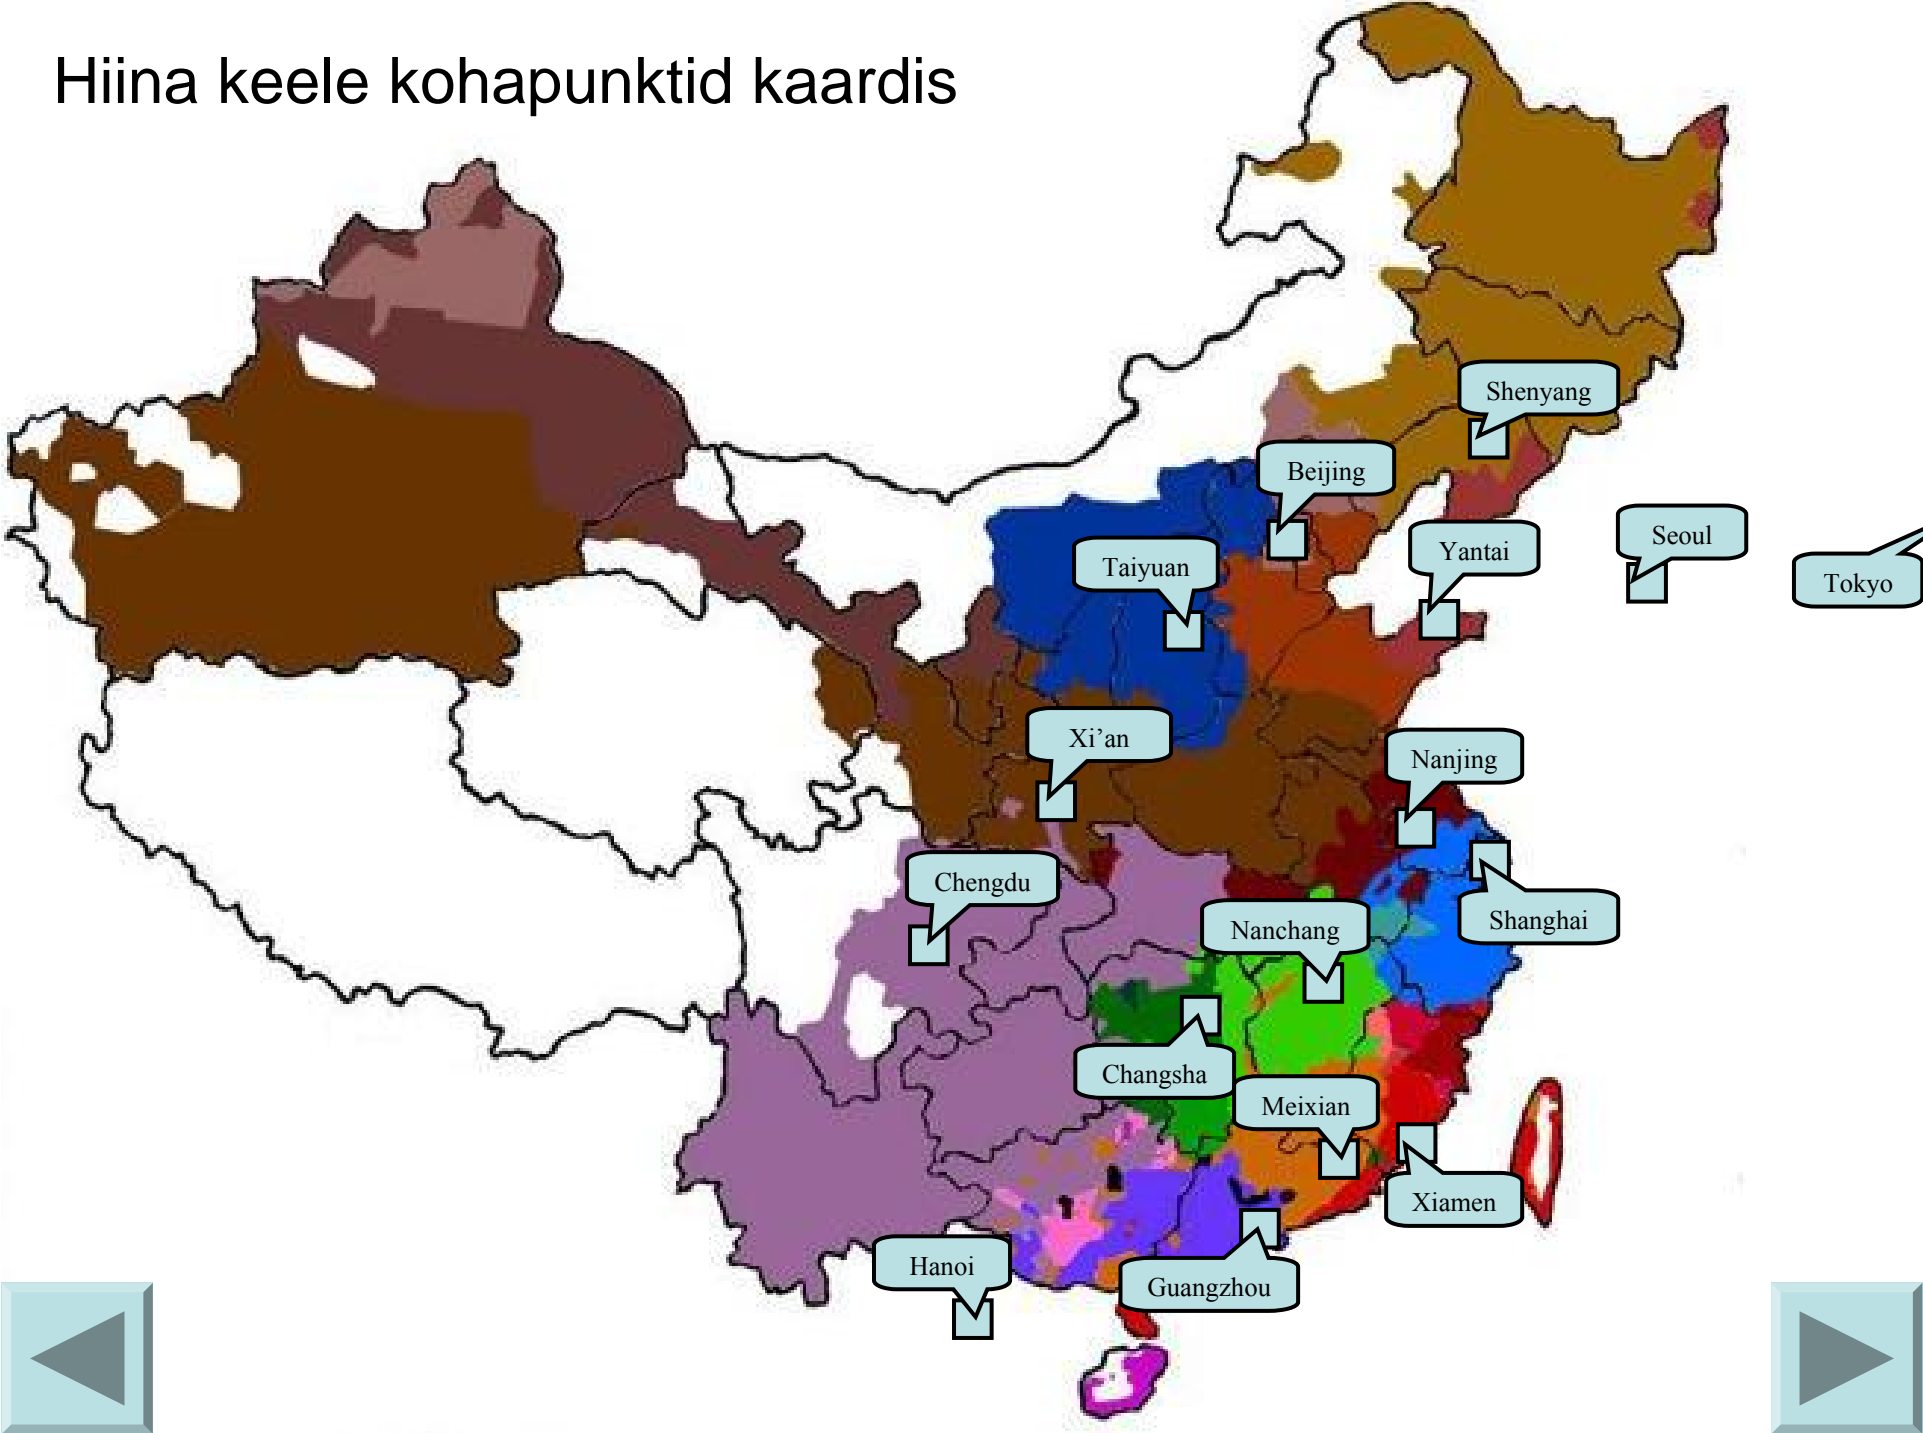 Hiina keele kohapunktid kaardis
Shenyang
Beijing
Seoul
Yantai
Taiyuan
Tokyo
Xi’an
Nanjing
Chengdu
Shanghai
Nanchang
Changsha
Meixian
Xiamen
Hanoi
Guangzhou